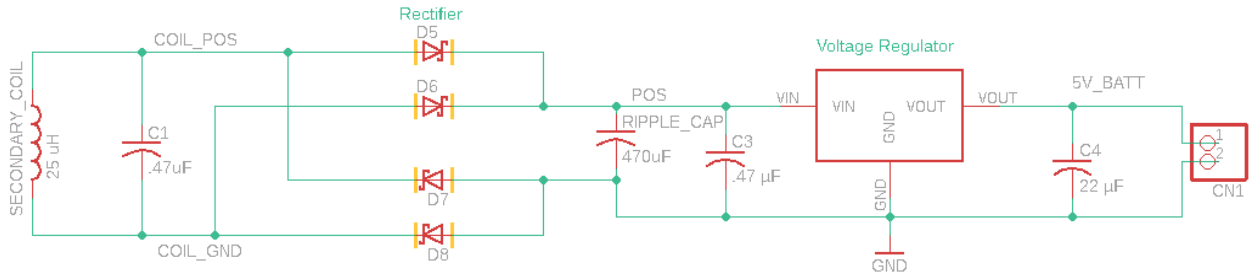 Rectifier
D5
COIL_POS
Voltage Regulator
SECONDARY_COIL
25 uH
C1
.47uF
D6
POS
RIPPLE_CAP
470uF
C3
.47 µF
VIN
VIN
VOUT
GND
VOUT
GND
5V_BATT
C4
22 µF
1
2
CN1
D7
COIL_GND
D8
GND